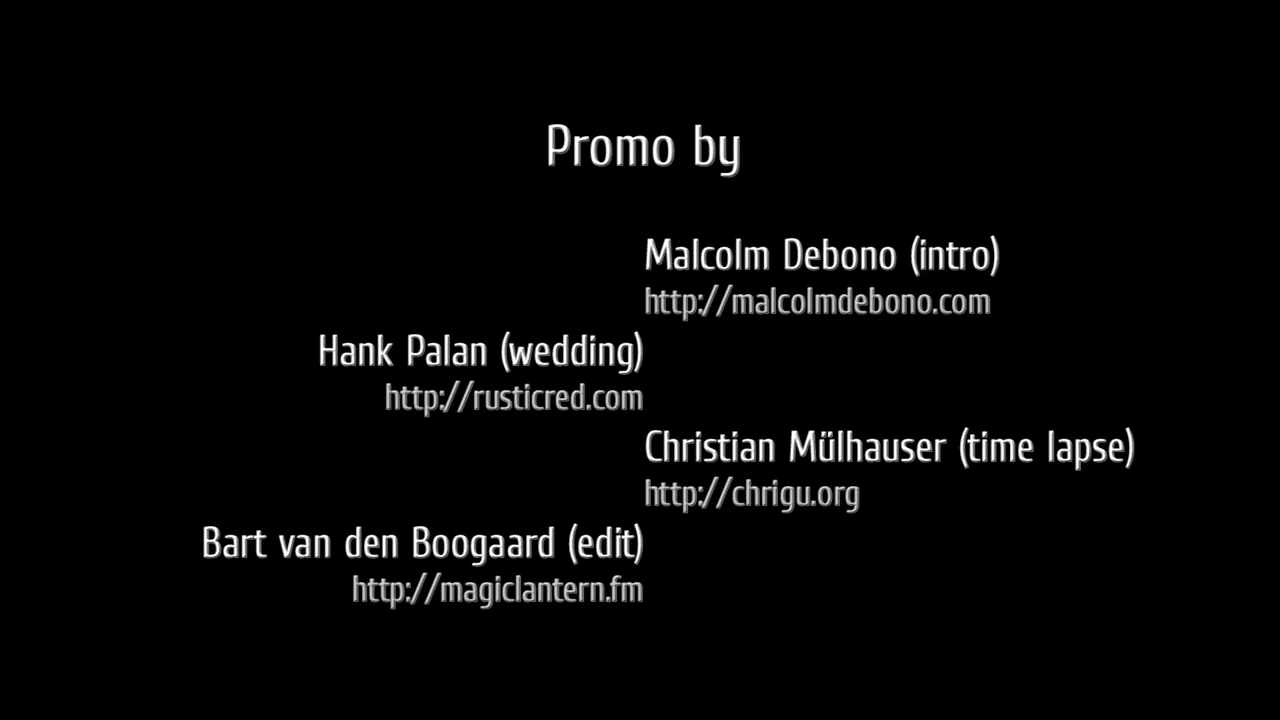 Promo by
Malcolm Debono (intro)
http://malcolmdebono.com
Hank Palan (wedding)
http://rusticred.com
Christian Mülhauser (time lapse)
http://chrigu.org
Bart van den Boogaard (edit)
http://magiclantern.fm